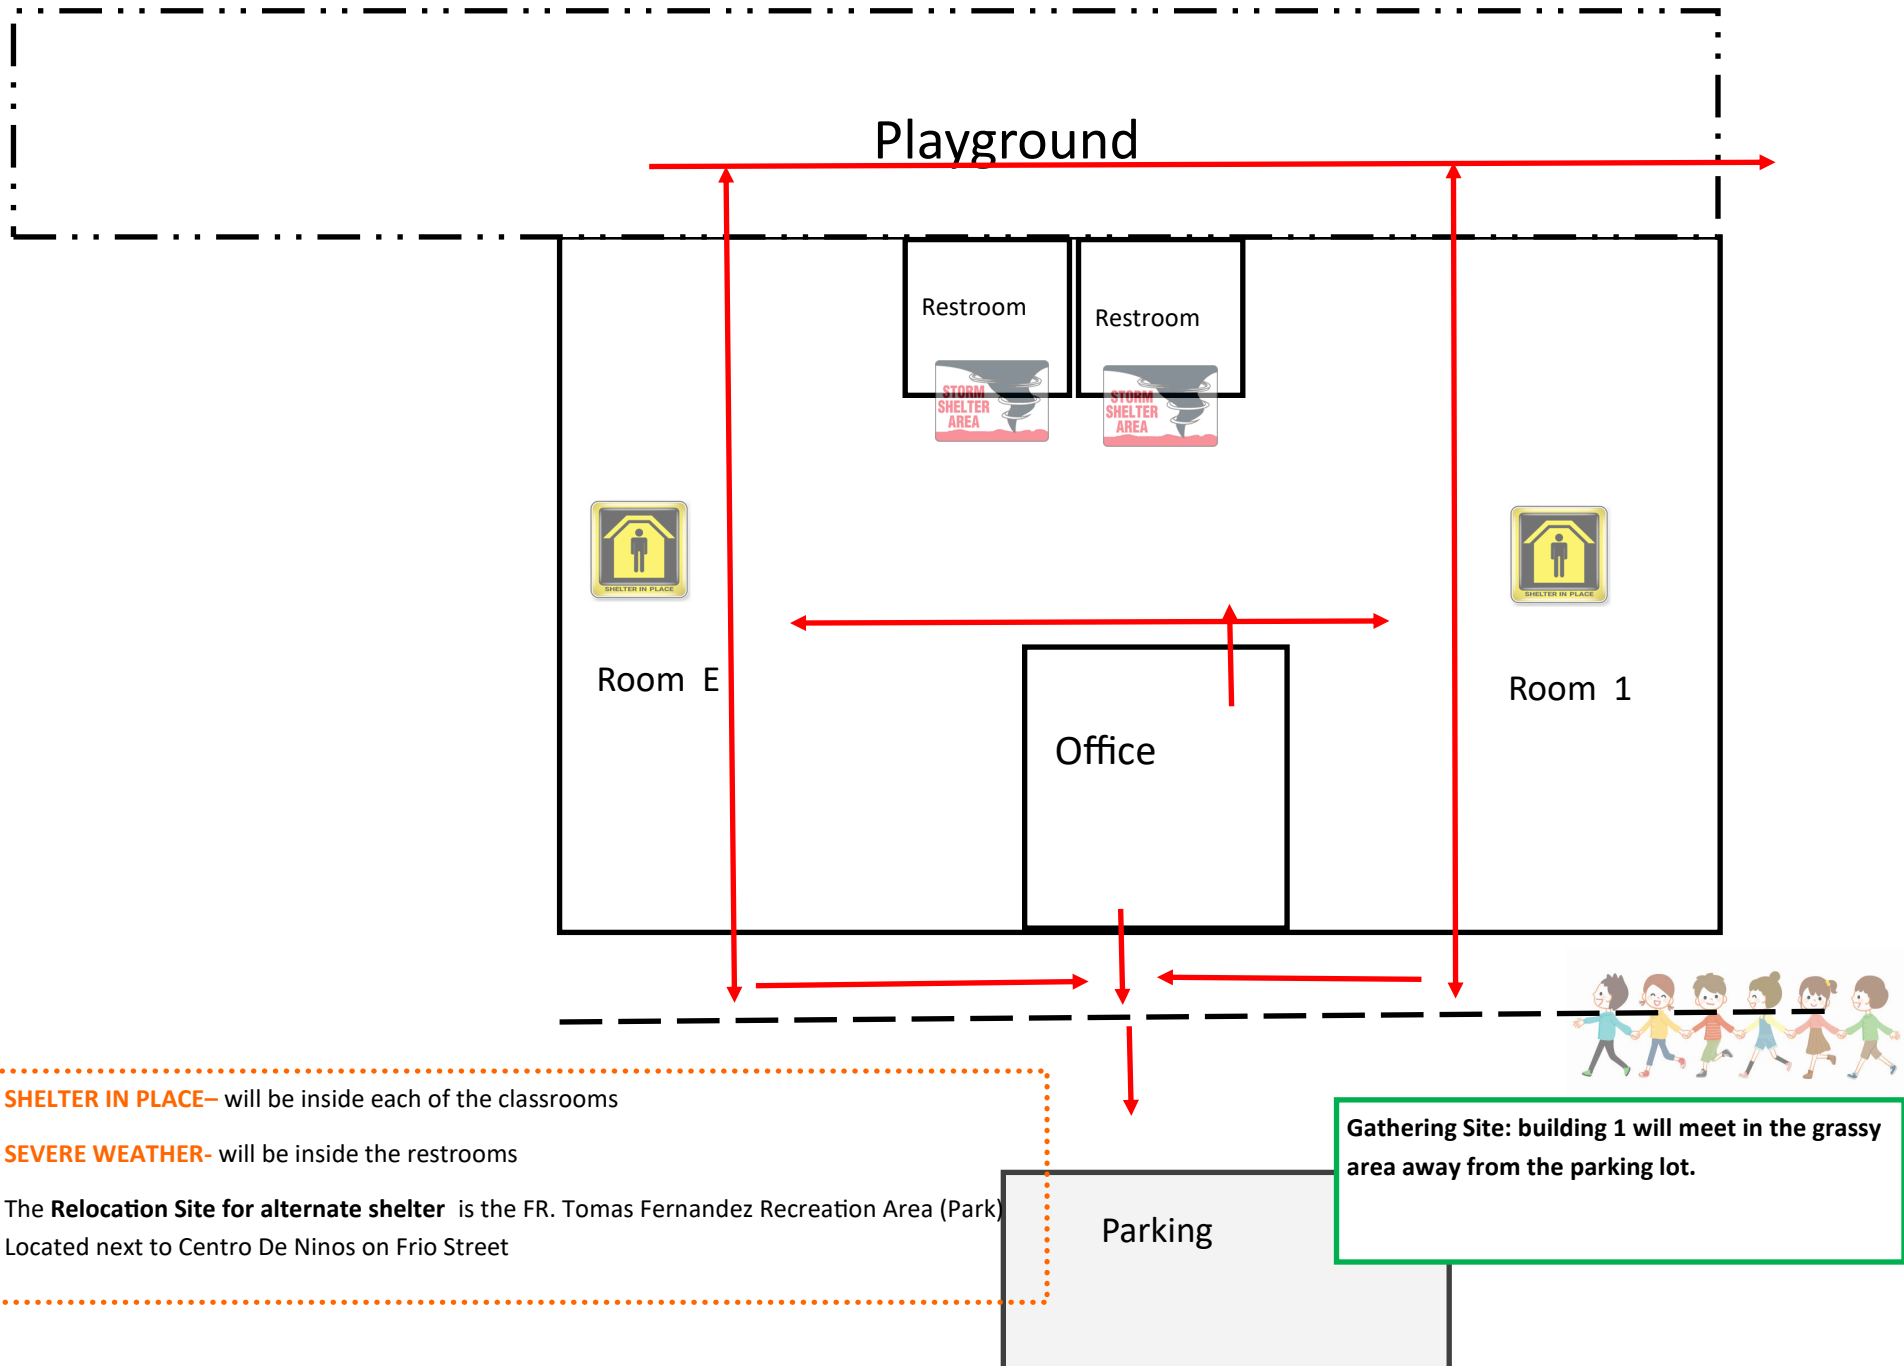 Playground
Restroom
Restroom
STORM
SHELTER
AREA
STORM
SHELTER
AREA
SHELTER IN PLACE
SHELTER IN PLACE
Room E
Room 1
Office
SHELTER IN PLACE– will be inside each of the classrooms
SEVERE WEATHER- will be inside the restrooms
The Relocation Site for alternate shelter is the FR. Tomas Fernandez Recreation Area (Park)
Located next to Centro De Ninos on Frio Street
Gathering Site: building 1 will meet in the grassy
area away from the parking lot.
Parking